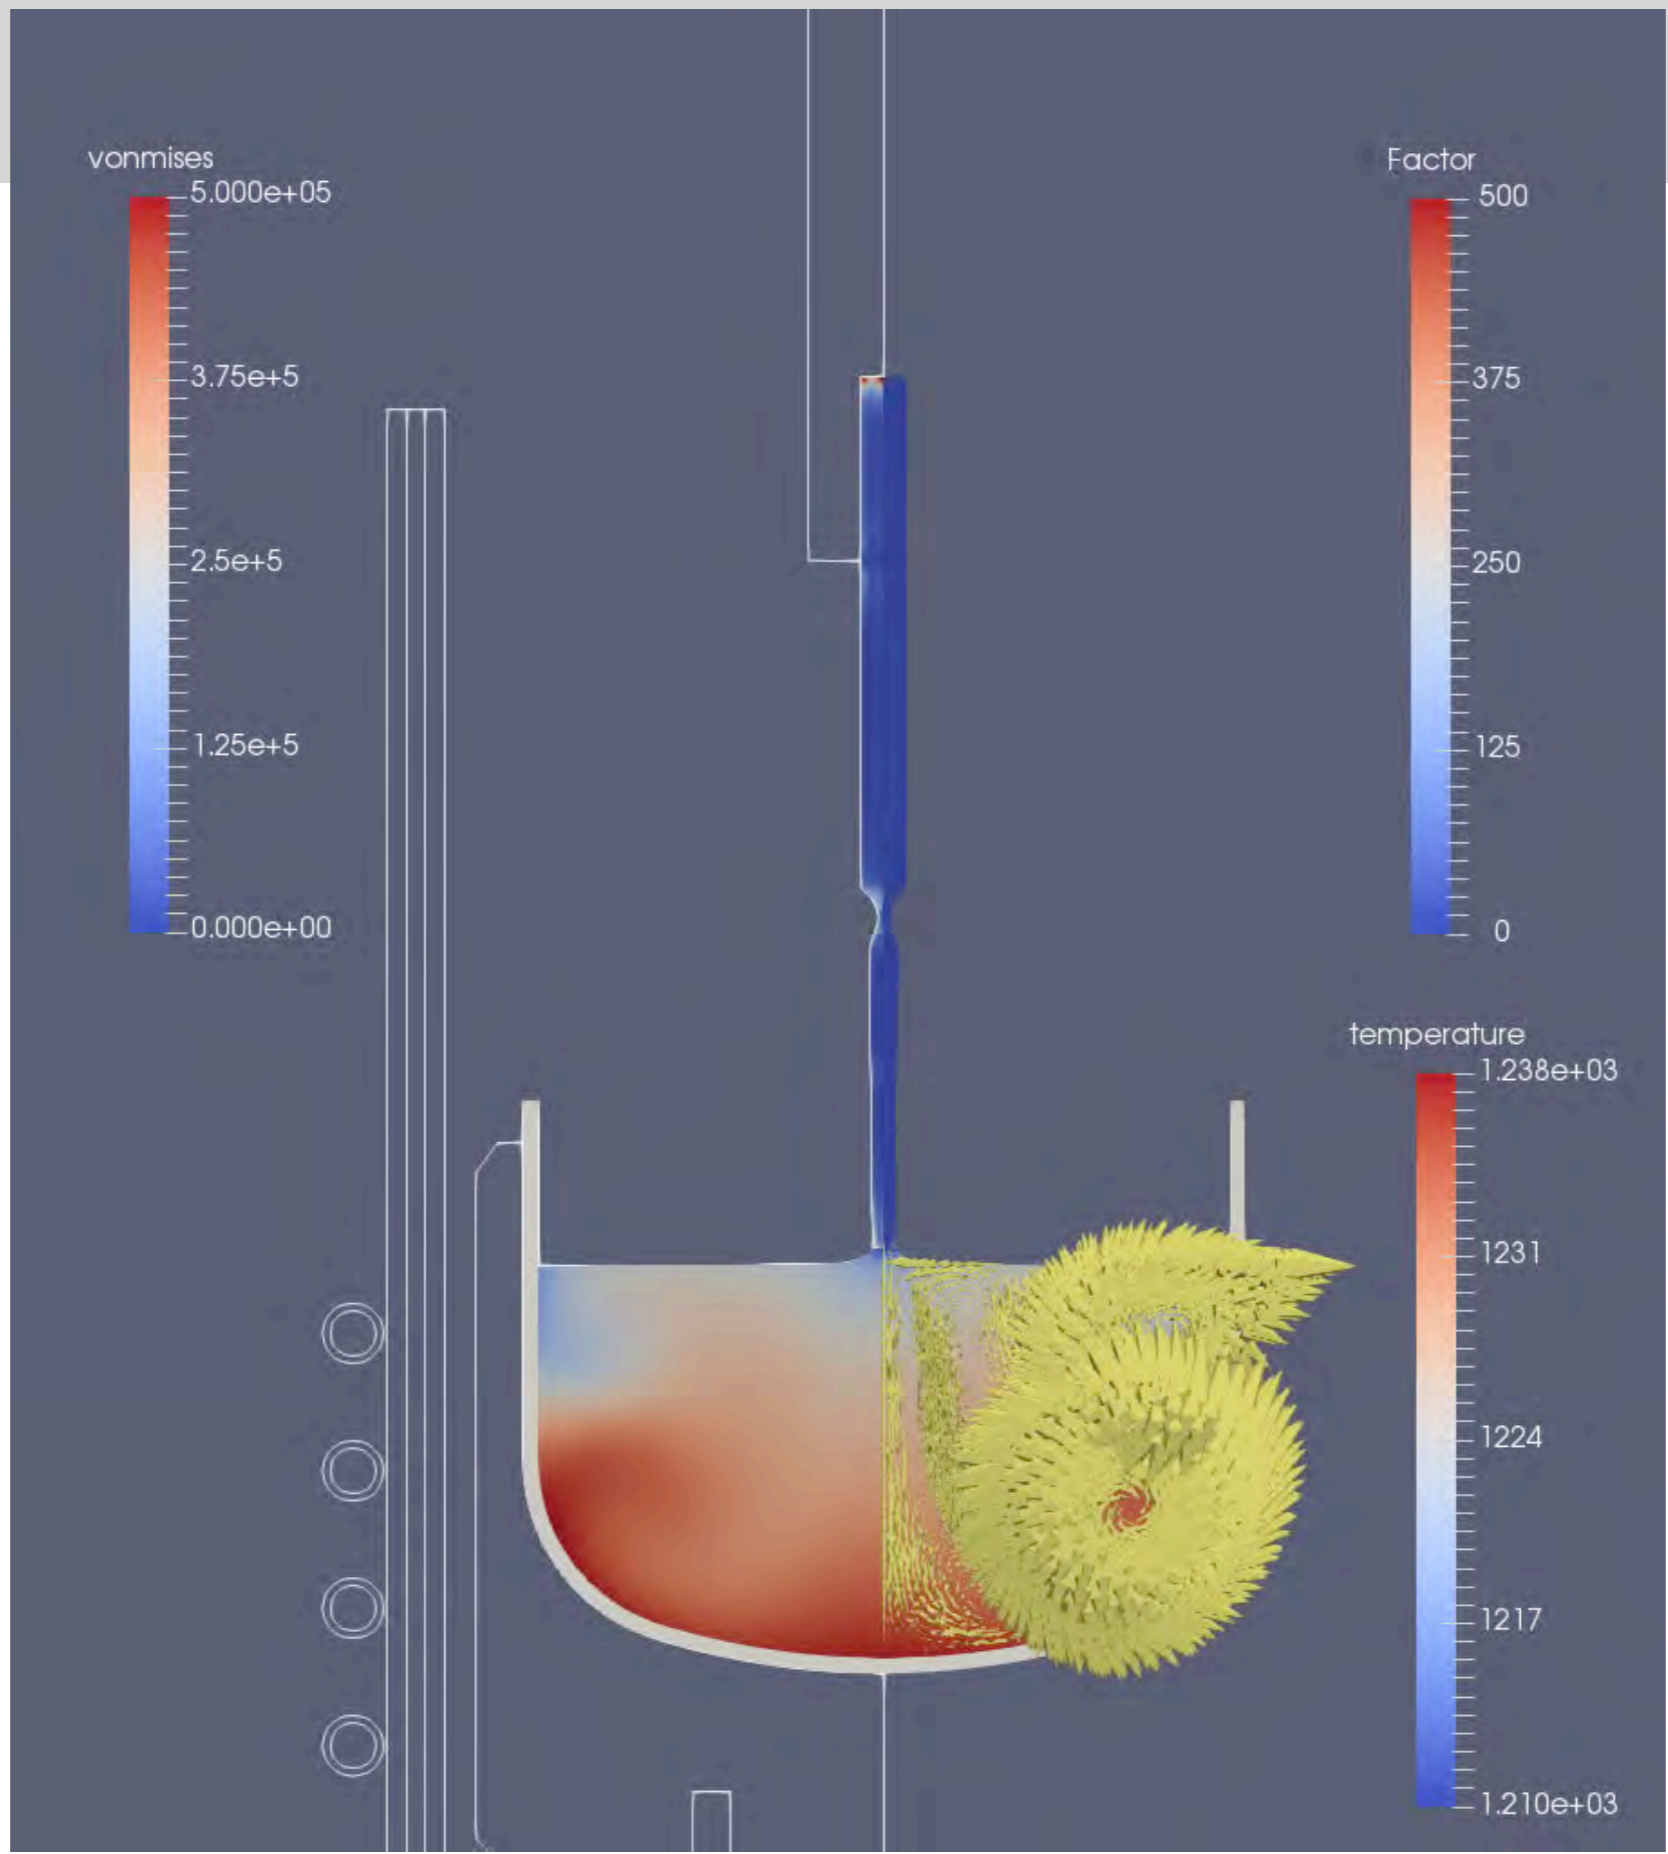 vonmises
5.000e+05
3.75e+5
2.5e+5
1.25e+5
0.000e+00
Factor
500
375
250
125
0
temperature
1.238e+03
1231
1224
1217
1.210e+03